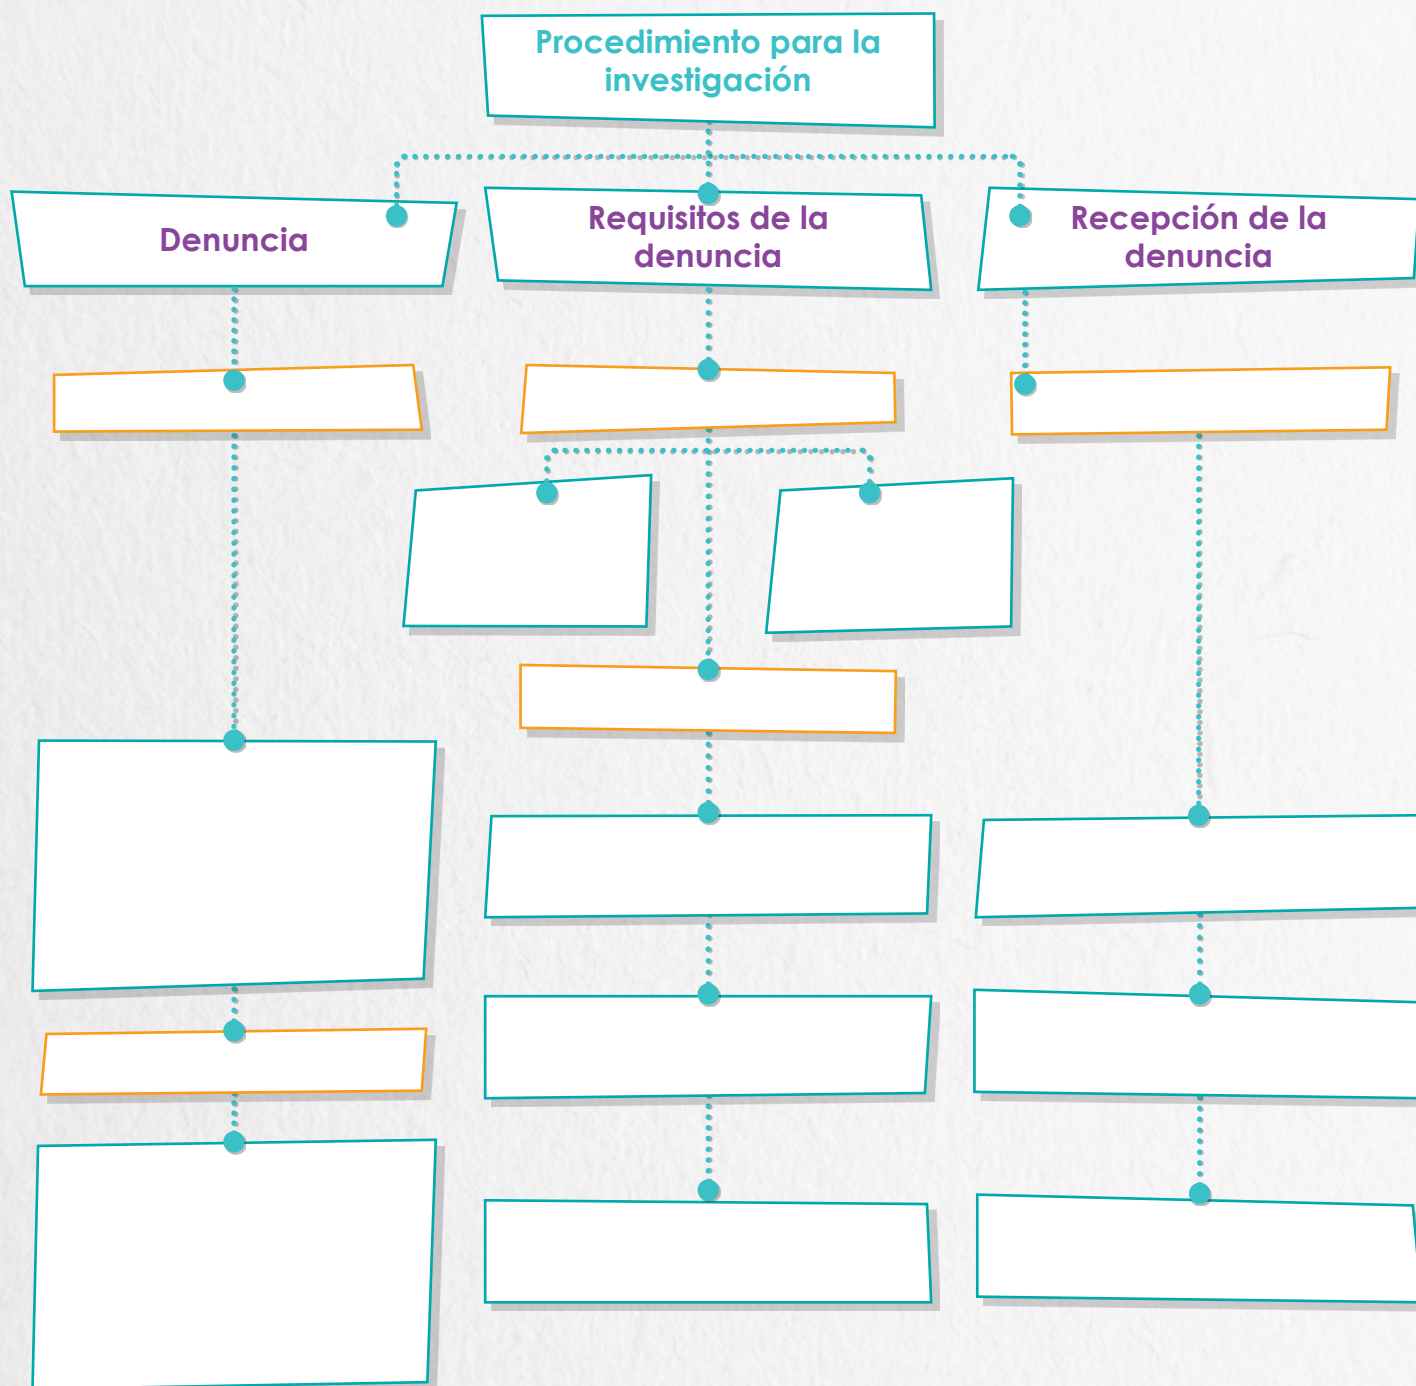 Procedimiento para la
investigación
Denuncia
Requisitos de la
denuncia
Recepción de la
denuncia